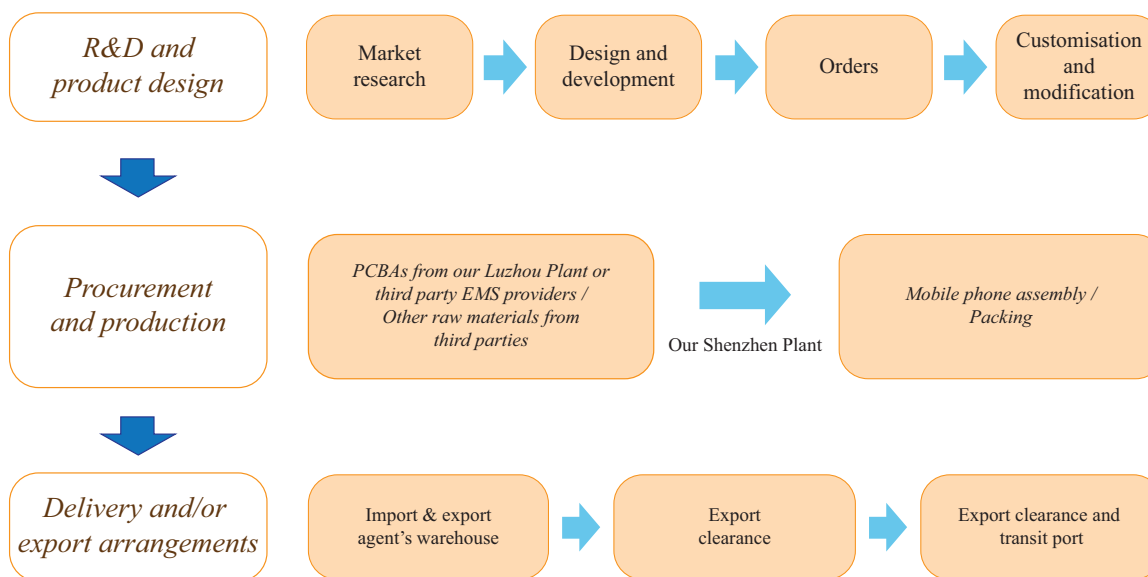 R&D and
product design
Market
research
Design and
development
Orders
Customisation
and
modification
Procurement
and production
PCBAs from our Luzhou Plant or
third party EMS providers /
Other raw materials from
third parties
Our Shenzhen Plant
Mobile phone assembly /
Packing
Delivery and/or
export arrangements
Import & export
agent’s warehouse
Export
clearance
Export clearance and
transit port